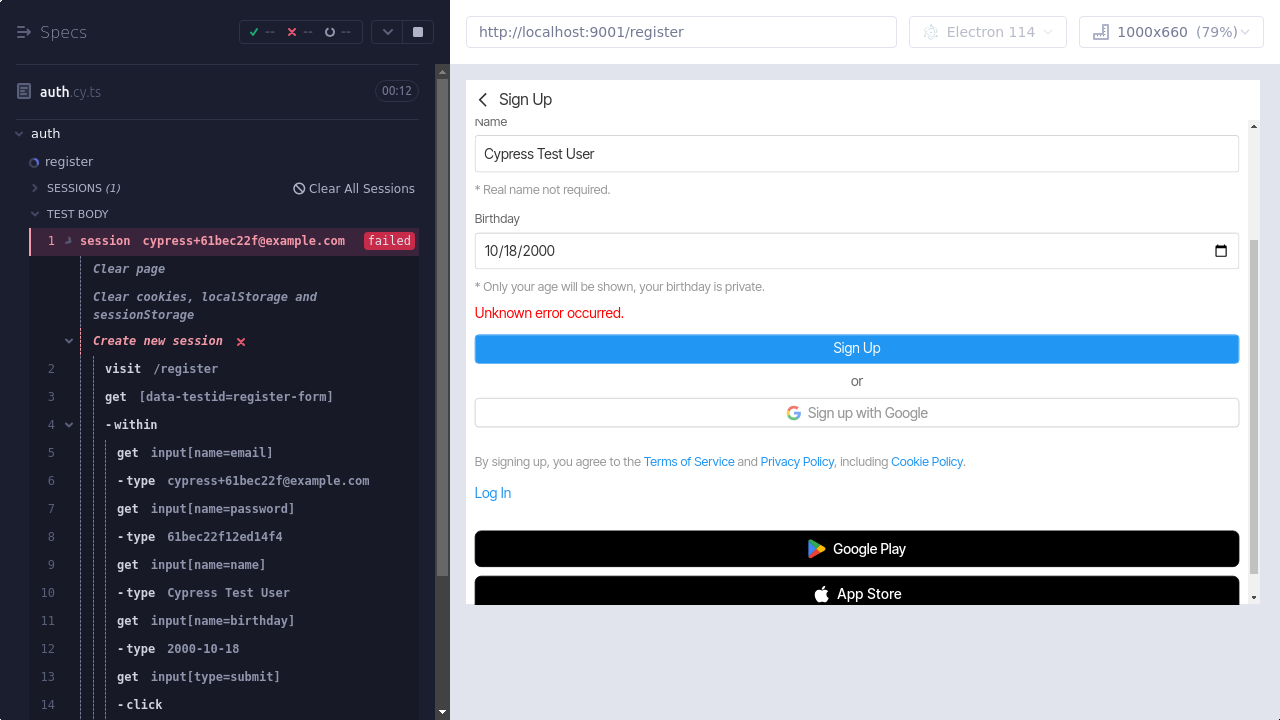 Specs
-- -- --
auth.cy.ts 00:12
auth
register
SESSIONS (1) Clear All Sessions
TEST BODY
1 session cypress+61bec22f@example.com failed
Clear page
Clear cookies, localStorage and
sessionStorage
Create new session
2 visit /register
3 get [data-testid=register-form]
4 -within
5 get input[name=email]
6 -type cypress+61bec22f@example.com
7 get input[name=password]
8 -type 61bec22f12ed14f4
9 get input[name=name]
10 -type Cypress Test User
11 get input[name=birthday]
12 -type 2000-10-18
13 get input[type=submit]
14 -click
http://localhost:9001/register
Electron 114
1000x660 (79%)
Sign Up
Name
Cypress Test User
* Real name not required.
Birthday
10/18/2000
* Only your age will be shown, your birthday is private.
Unknown error occurred.
Sign Up
or
Sign up with Google
By signing up, you agree to the Terms of Service and Privacy Policy, including Cookie Policy.
Log In
Google Play
App Store